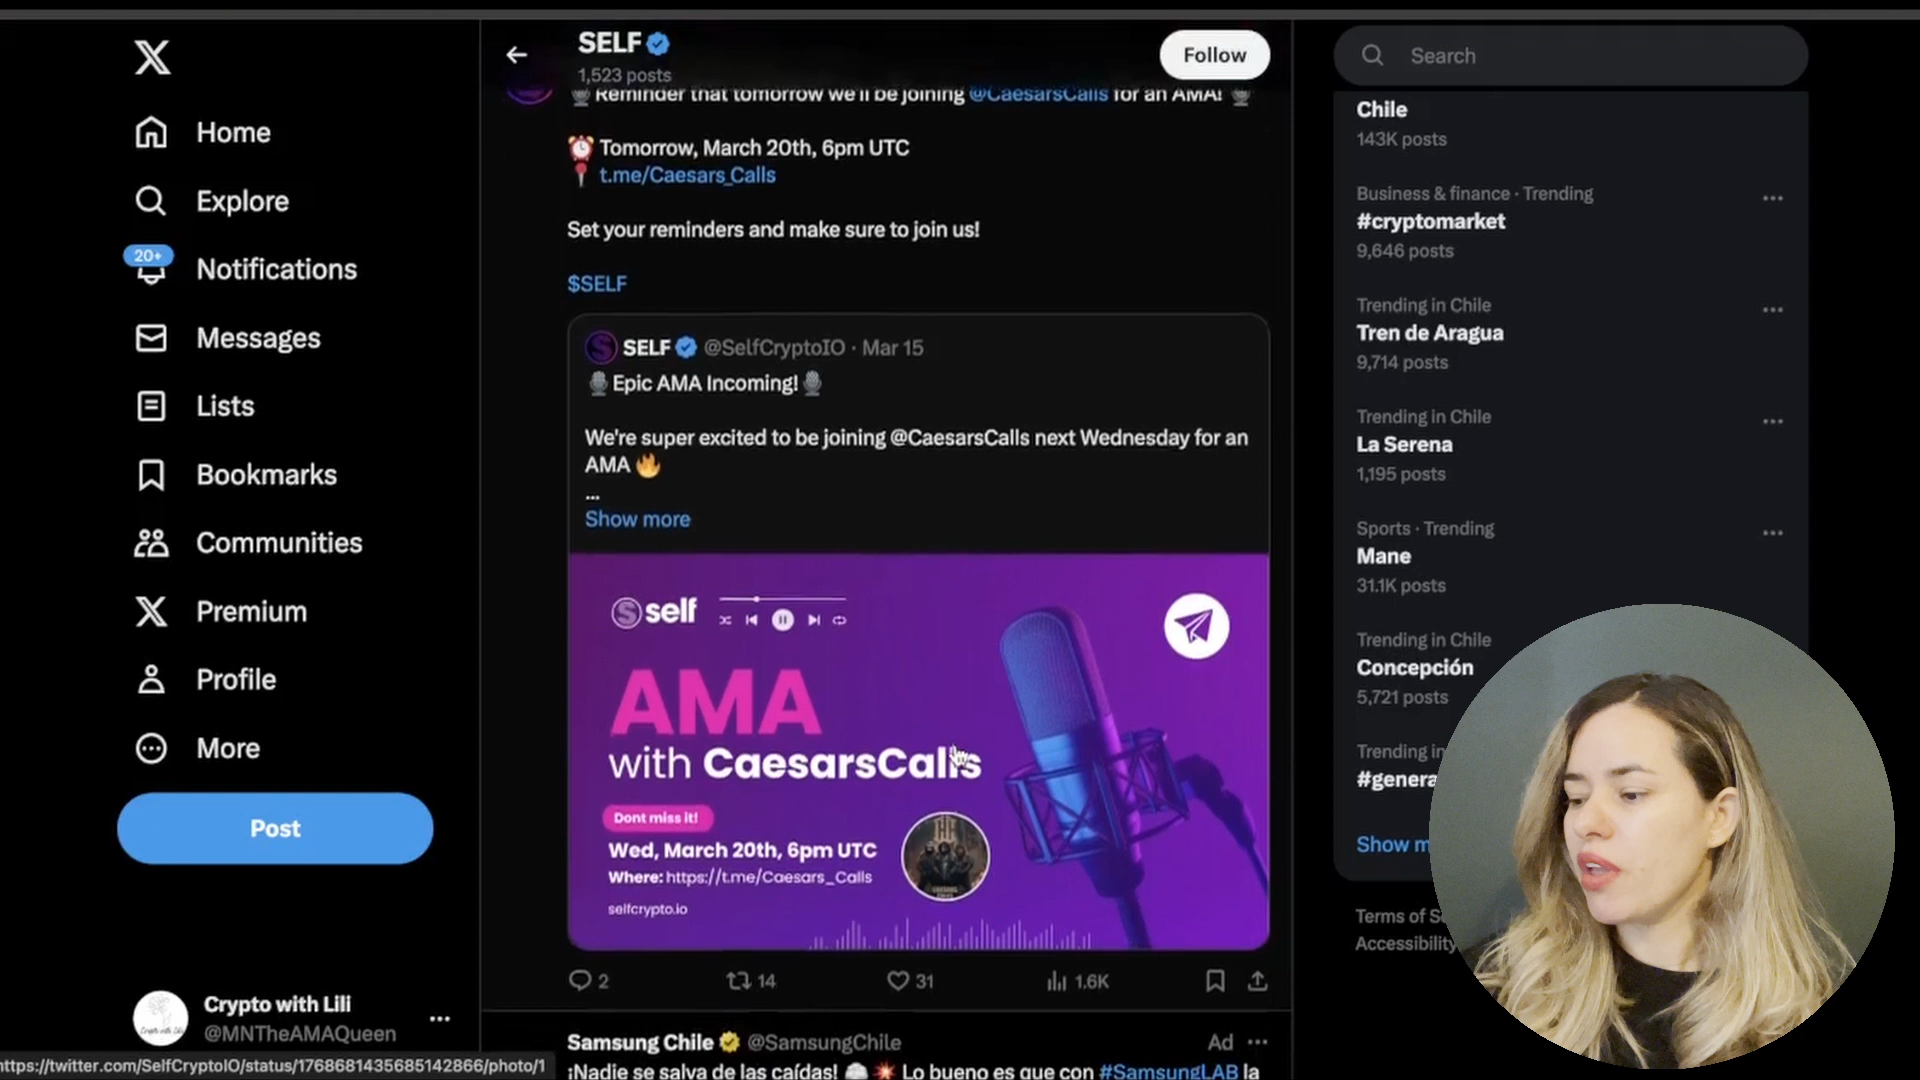 Home
Explore
20+
Notifications
Messages
Lists
Bookmarks
Communities
Premium
Profile
More
Post
Crypto with Lili
@MNTheAMAQueen
https://twitter.com/SelfCryptoIO/status/1768681435685142866/photo/1
SELF
1,523 posts
Follow
Reminder that tomorrow we'll be joining @CaesarsCalls for an AMA!
Tomorrow, March 20th, 6pm UTC
t.me/Caesars_Calls
Set your reminders and make sure to join us!
$SELF
SELF @SelfCryptoIO · Mar 15
Epic AMA Incoming!
We're super excited to be joining @CaesarsCalls next Wednesday for an
AMA
...
Show more
self
AMA
with CaesarsCalls
Dont miss it!
Wed, March 20th, 6pm UTC
Where: https://t.me/Caesars_Calls
selfcrypto.io
2 14 31 1.6K
Samsung Chile @SamsungChile Ad
¡Nadie se salva de las caídas! Lo bueno es que con #SamsungLAB la
Search
Chile
143K posts
Business & finance · Trending
#cryptomarket
9,646 posts
Trending in Chile
Tren de Aragua
9,714 posts
Trending in Chile
La Serena
1,195 posts
Sports · Trending
Mane
31.1K posts
Trending in Chile
Concepción
5,721 posts
Trending in
#genera
Show m
Terms of S
Accessibility